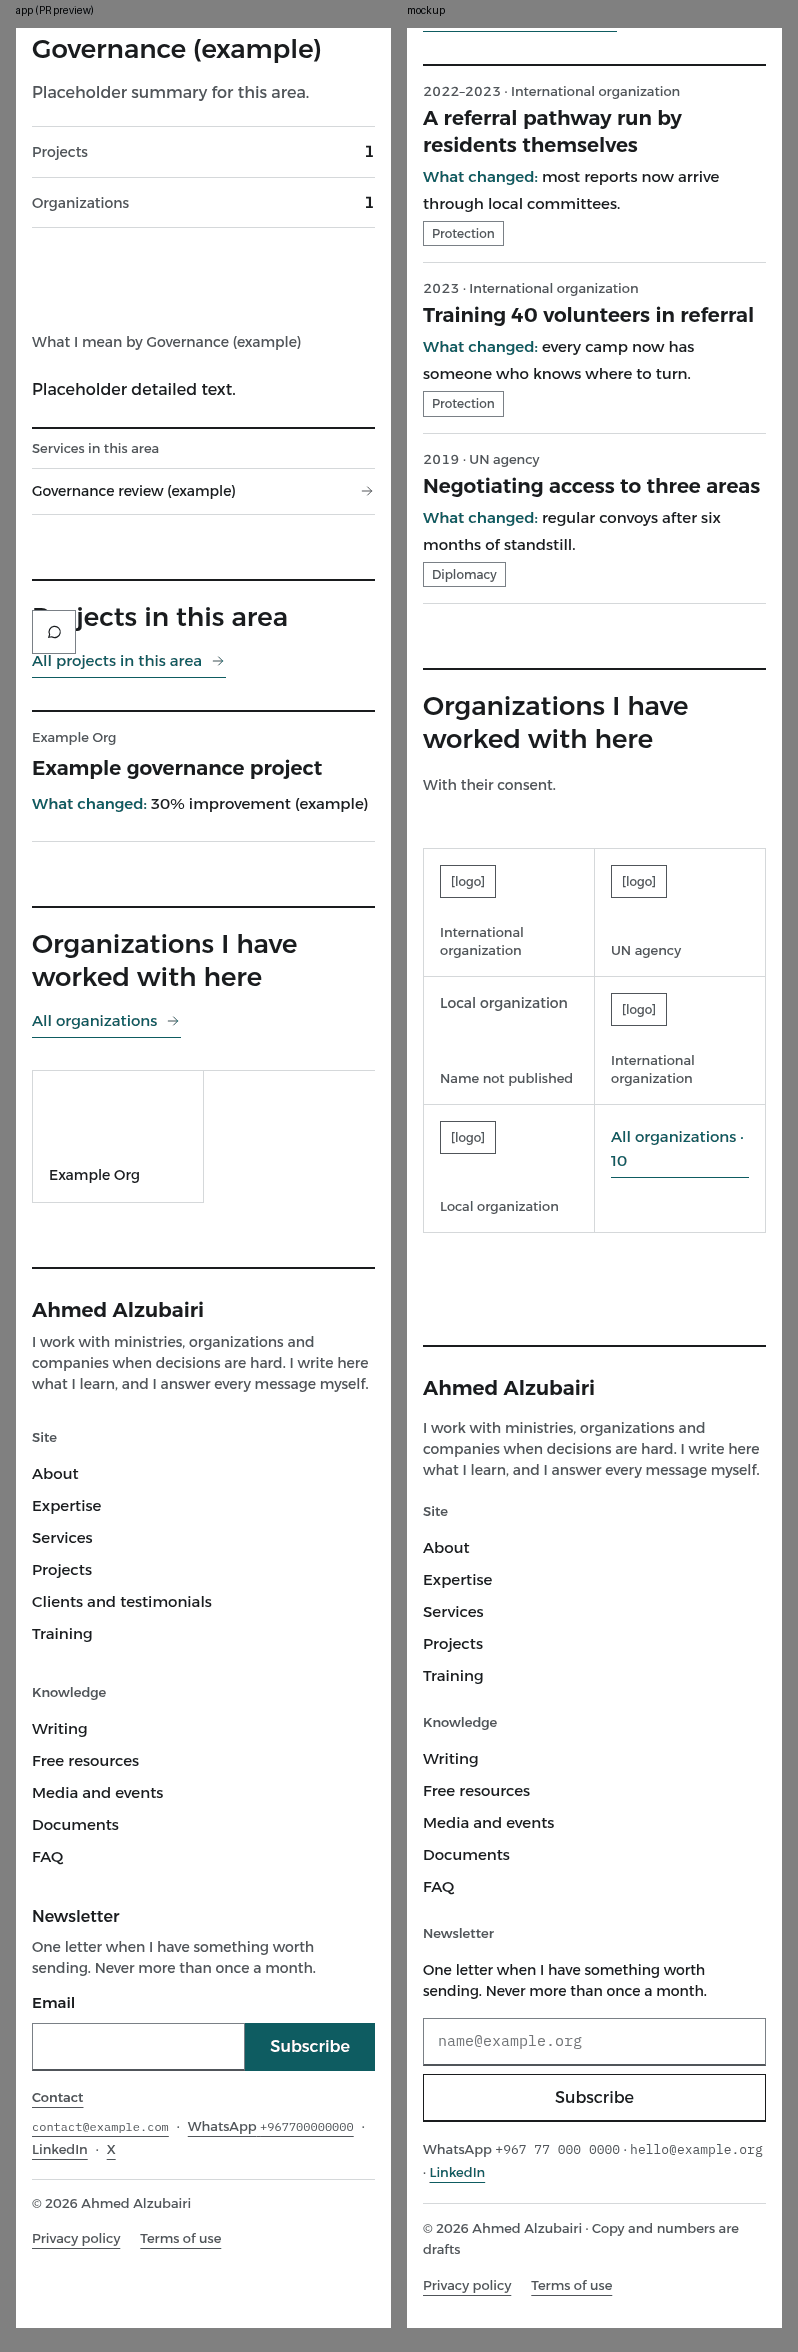 app (PR preview)
Governance (example)
Placeholder summary for this area.
Projects 1
Organizations 1
What I mean by Governance (example)
Placeholder detailed text.
Services in this area
Governance review (example) →
jects in this area
All projects in this area →
Example Org
Example governance project
What changed: 30% improvement (example)
Organizations I have
worked with here
All organizations →
Example Org
Ahmed Alzubairi
I work with ministries, organizations and
companies when decisions are hard. I write here
what I learn, and I answer every message myself.
Site
About
Expertise
Services
Projects
Clients and testimonials
Training
Knowledge
Writing
Free resources
Media and events
Documents
FAQ
Newsletter
One letter when I have something worth
sending. Never more than once a month.
Email
Subscribe
Contact
contact@example.com · WhatsApp +967700000000 ·
LinkedIn · X
© 2026 Ahmed Alzubairi
Privacy policy Terms of use
mockup
2022–2023 · International organization
A referral pathway run by
residents themselves
What changed: most reports now arrive
through local committees.
Protection
2023 · International organization
Training 40 volunteers in referral
What changed: every camp now has
someone who knows where to turn.
Protection
2019 · UN agency
Negotiating access to three areas
What changed: regular convoys after six
months of standstill.
Diplomacy
Organizations I have
worked with here
With their consent.
[logo] [logo]
International
organization UN agency
Local organization [logo]
Name not published International
organization
[logo] All organizations ·
10
Local organization
Ahmed Alzubairi
I work with ministries, organizations and
companies when decisions are hard. I write here
what I learn, and I answer every message myself.
Site
About
Expertise
Services
Projects
Training
Knowledge
Writing
Free resources
Media and events
Documents
FAQ
Newsletter
One letter when I have something worth
sending. Never more than once a month.
name@example.org
Subscribe
WhatsApp +967 77 000 0000 · hello@example.org
· LinkedIn
© 2026 Ahmed Alzubairi · Copy and numbers are
drafts
Privacy policy Terms of use